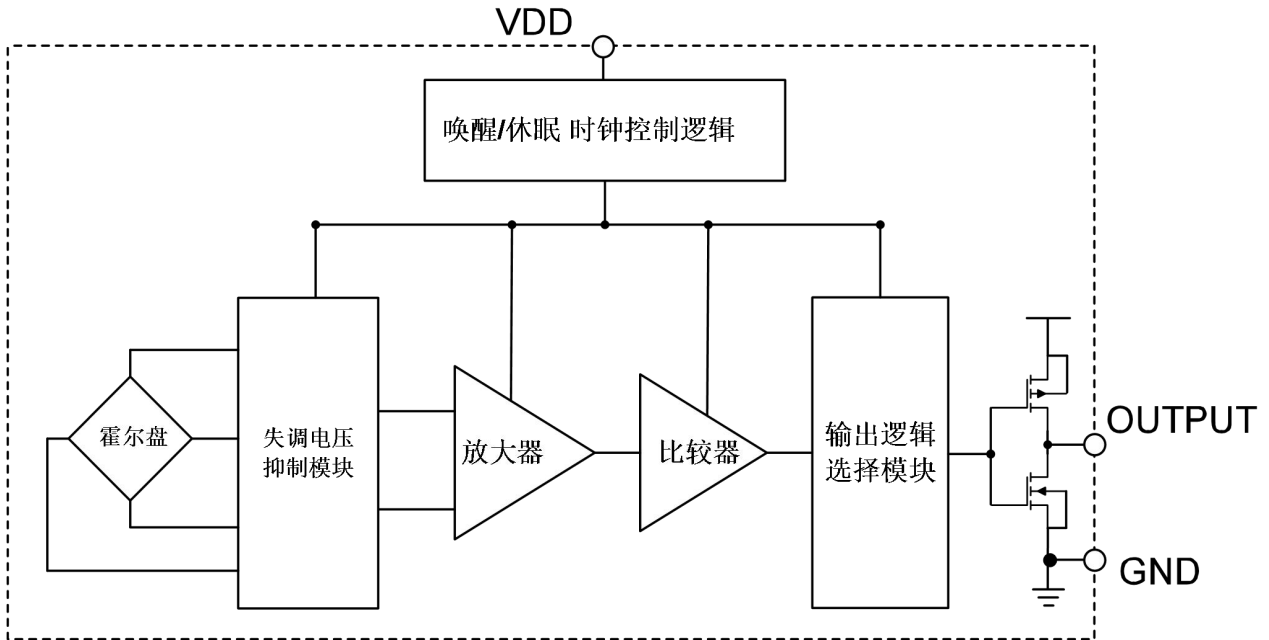 VDD
唤醒/休眠 时钟控制逻辑
霍尔盘
失调电压
抑制模块
放大器
比较器
输出逻辑
选择模块
OUTPUT
GND